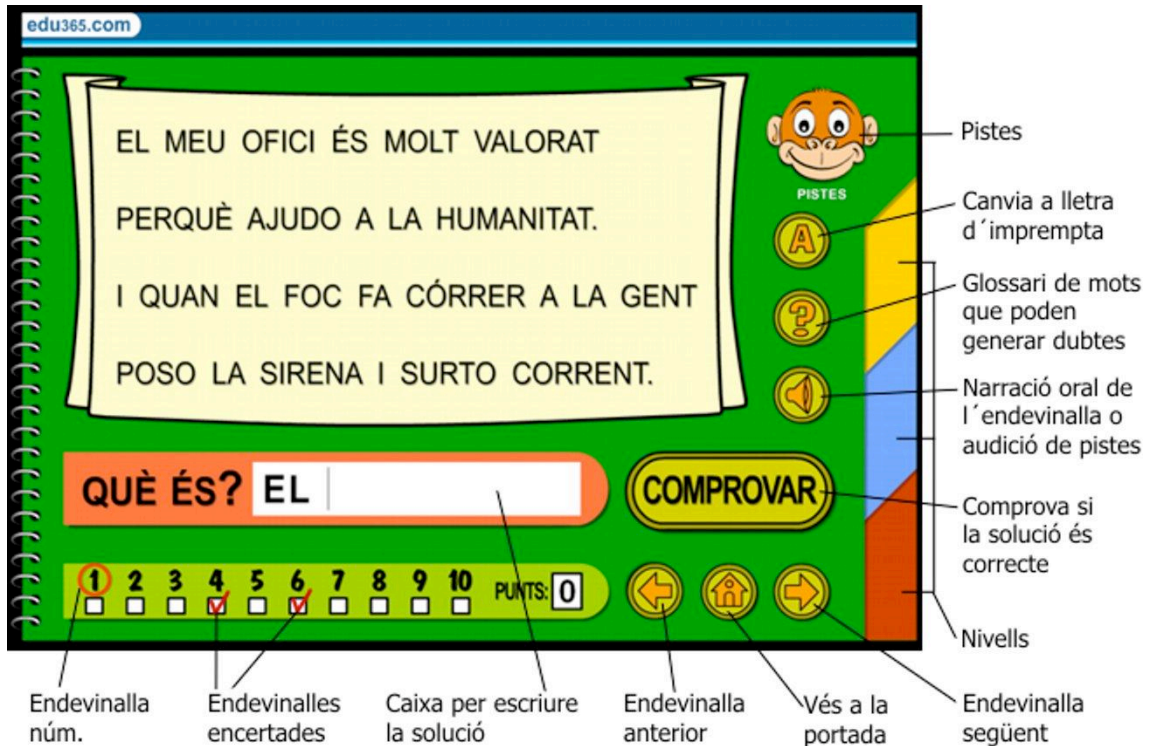 edu365.com
EL MEU OFICI ÉS MOLT VALORAT
PERQUÈ AJUDO A LA HUMANITAT.
I QUAN EL FOC FA CÓRRER A LA GENT
POSO LA SIRENA I SURTO CORRENT.
PISTES
A
?
QUÈ ÉS? EL
COMPROVAR
1 2 3 4 5 6 7 8 9 10 PUNTS: 0
Pistes
Canvia a lletra
d´imprempta
Glossari de mots
que poden
generar dubtes
Narració oral de
l´endevinalla o
audició de pistes
Comprova si
la solució és
correcte
Nivells
Endevinalla
núm.
Endevinalles
encertades
Caixa per escriure
la solució
Endevinalla
anterior
Vés a la
portada
Endevinalla
següent